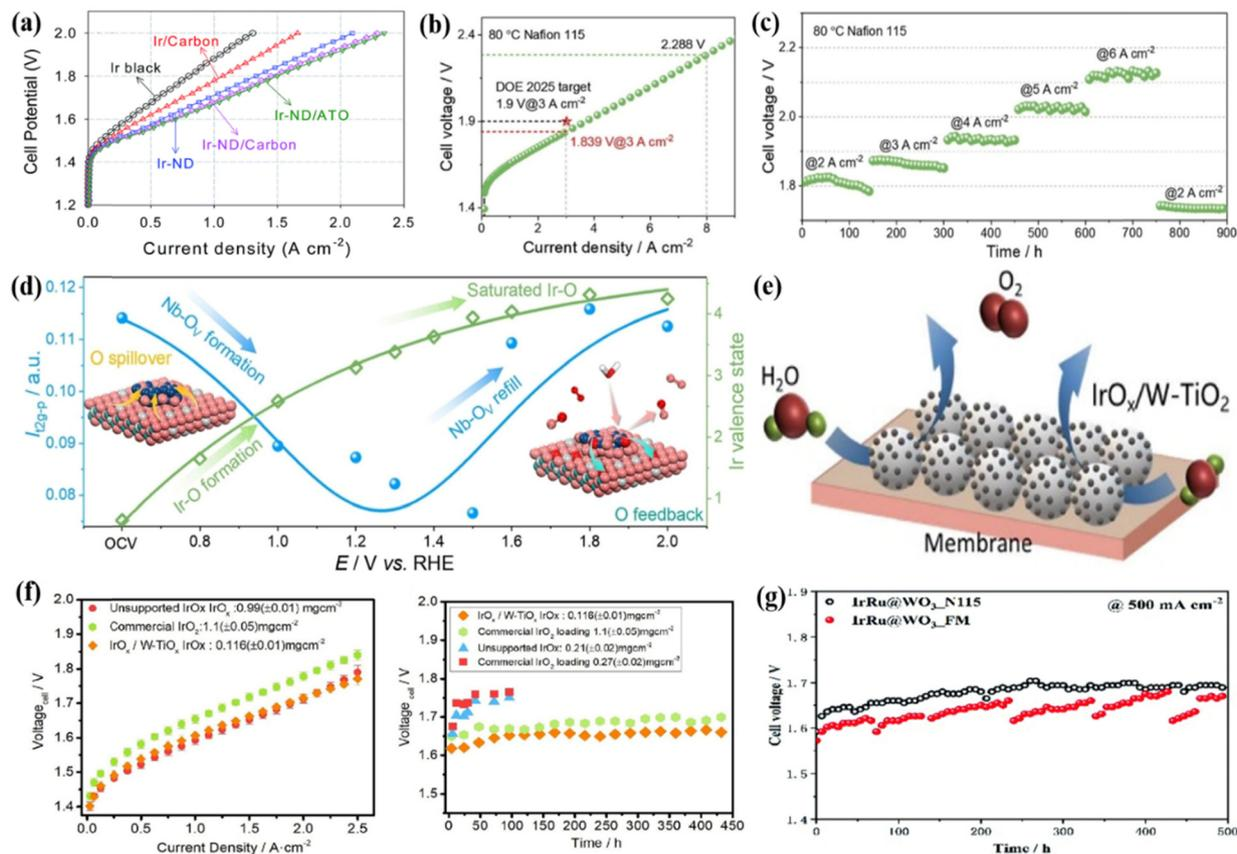 (a)
Cell Potential (V)
2.0
1.8
1.6
1.4
1.2
Ir/Carbon
Ir black
Ir-ND/ATO
Ir-ND/Carbon
Ir-ND
0.0 0.5 1.0 1.5 2.0 2.5
Current density (A cm⁻²)
(b)
80 °C Nafion 115
2.288 V
DOE 2025 target
1.9 V@3 A cm⁻²
1.839 V@3 A cm⁻²
Cell voltage / V
2.4
1.9
1.4
0 2 4 6 8
Current density / A cm⁻²
(c)
80 °C Nafion 115
Cell voltage / V
2.2
2.0
1.8
@2 A cm⁻²
@3 A cm⁻²
@4 A cm⁻²
@5 A cm⁻²
@6 A cm⁻²
@2 A cm⁻²
0 100 200 300 400 500 600 700 800 900
Time / h
(d)
I_t2g-p / a.u.
0.12
0.11
0.10
0.09
0.08
Nb-O_V formation
O spillover
Ir-O formation
Saturated Ir-O
Nb-O_V refill
O feedback
Ir valence state
4
3
2
1
OCV 0.8 1.0 1.2 1.4 1.6 1.8 2.0
E / V vs. RHE
(e)
O₂
H₂O
IrOₓ/W-TiO₂
Membrane
(f)
Voltage cell / V
2.0
1.9
1.8
1.7
1.6
1.5
1.4
Unsupported IrOx IrOₓ :0.99(±0.01) mgcm⁻²
Commercial IrO₂:1.1(±0.05)mgcm⁻²
IrOₓ / W-TiOₓ IrOx : 0.116(±0.01)mgcm⁻²
0.0 0.5 1.0 1.5 2.0 2.5
Current Density / A·cm⁻²
Voltage cell / V
2.0
1.9
1.8
1.7
1.6
1.5
IrOₓ / W-TiOₓ IrOx : 0.116(±0.01)mgcm⁻²
Commercial IrO₂ loading 1.1(±0.05)mgcm⁻²
Unsupported IrOx: 0.21(±0.02)mgcm⁻²
Commercial IrO₂ loading 0.27(±0.02)mgcm⁻²
0 50 100 150 200 250 300 350 400 450
Time / h
(g)
IrRu@WO₃_N115
IrRu@WO₃_FM
@ 500 mA cm⁻²
Cell voltage / V
1.9
1.8
1.7
1.6
1.5
1.4
0 100 200 300 400 500
Time / h